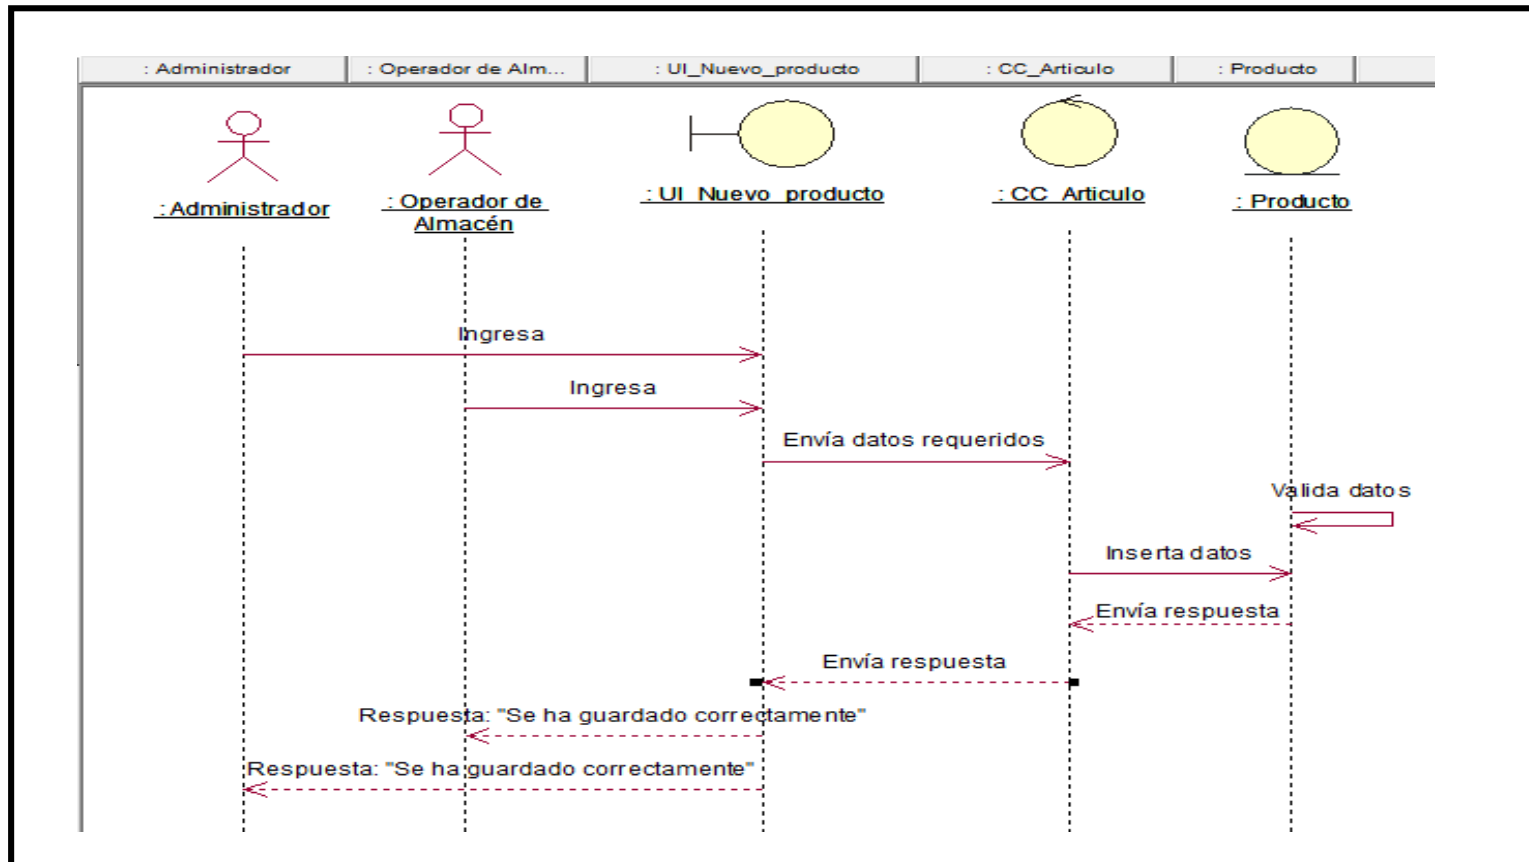 : Administrador
: Operador de Alm...
: UI_Nuevo_producto
: CC_Articulo
: Producto
: Administrador
: Operador de
Almacén
: UI_Nuevo_producto
: CC_Articulo
: Producto
Ingresa
Ingresa
Envía datos requeridos
Valida datos
Inserta datos
Envía respuesta
Envía respuesta
Respuesta: "Se ha guardado correctamente"
Respuesta: "Se ha guardado correctamente"